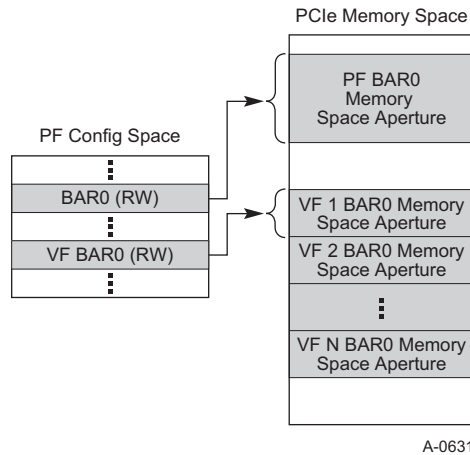 PCIe Memory Space
PF BAR0
Memory
Space Aperture
PF Config Space
BAR0 (RW)
VF BAR0 (RW)
VF 1 BAR0 Memory
Space Aperture
VF 2 BAR0 Memory
Space Aperture
VF N BAR0 Memory
Space Aperture
A-0631